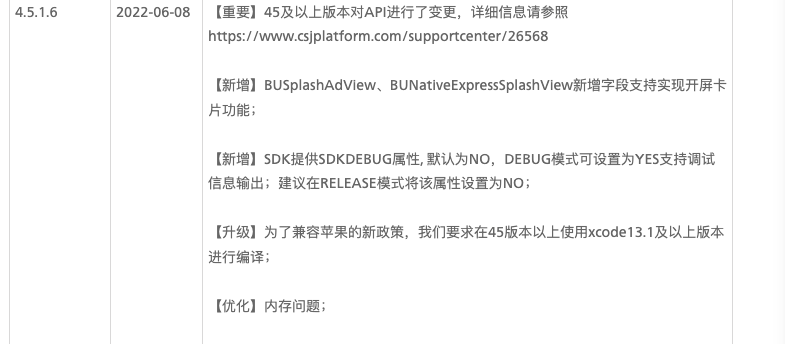 4.5.1.6 2022-06-08 【重要】45及以上版本对API进行了变更，详细信息请参照
https://www.csjplatform.com/supportcenter/26568
【新增】BUSplashAdView、BUNativeExpressSplashView新增字段支持实现开屏卡
片功能；
【新增】SDK提供SDKDEBUG属性, 默认为NO，DEBUG模式可设置为YES支持调试
信息输出；建议在RELEASE模式将该属性设置为NO；
【升级】为了兼容苹果的新政策，我们要求在45版本以上使用xcode13.1及以上版本
进行编译；
【优化】内存问题；